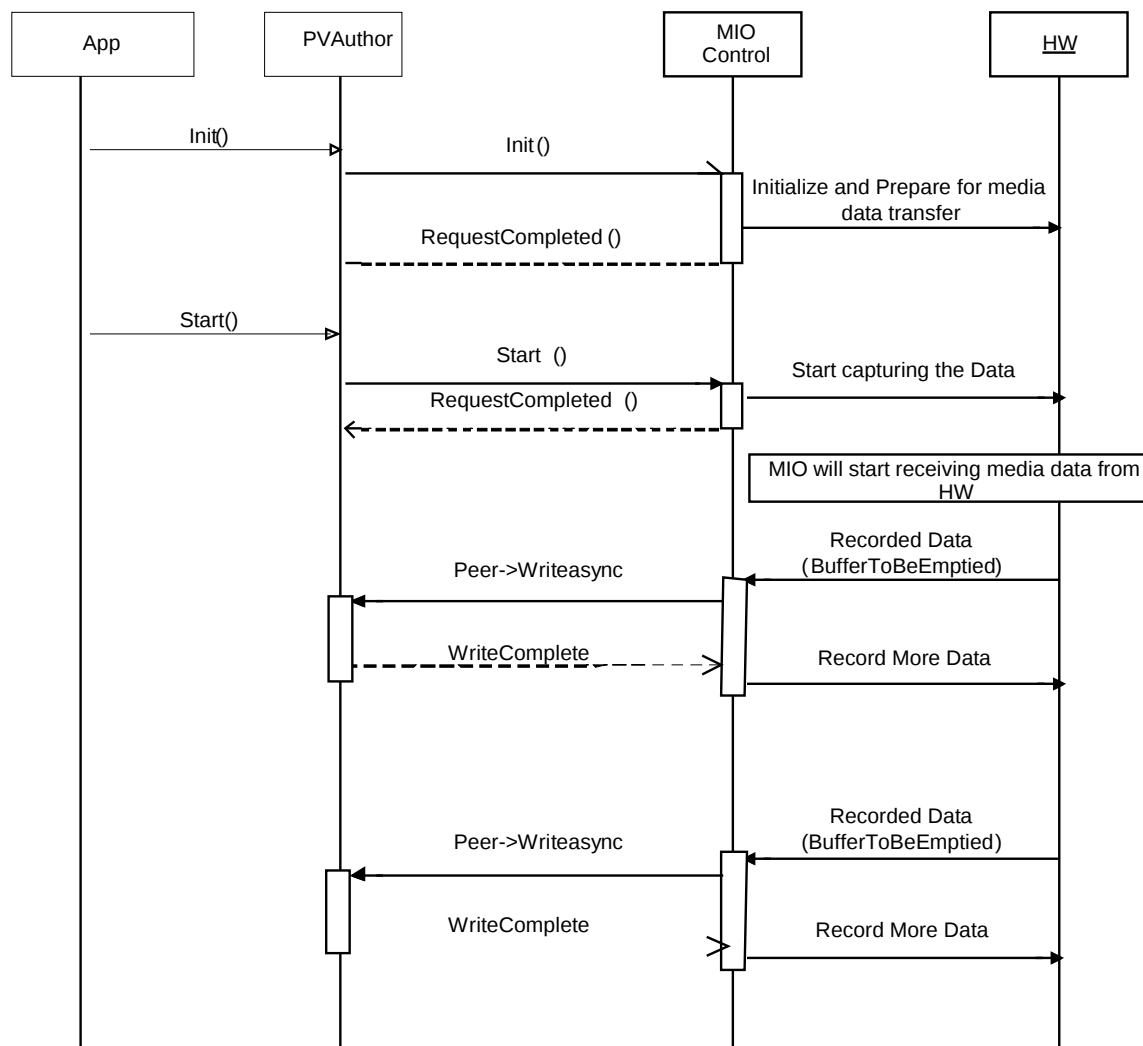 App
PVAuthor
MIO
Control
HW
Init()
Init()
Initialize and Prepare for media
data transfer
RequestCompleted ()
Start()
Start ()
Start capturing the Data
RequestCompleted ()
MIO will start receiving media data from
HW
Recorded Data
(BufferToBeEmptied)
Peer->Writeasync
WriteComplete
Record More Data
Recorded Data
(BufferToBeEmptied)
Peer->Writeasync
WriteComplete
Record More Data